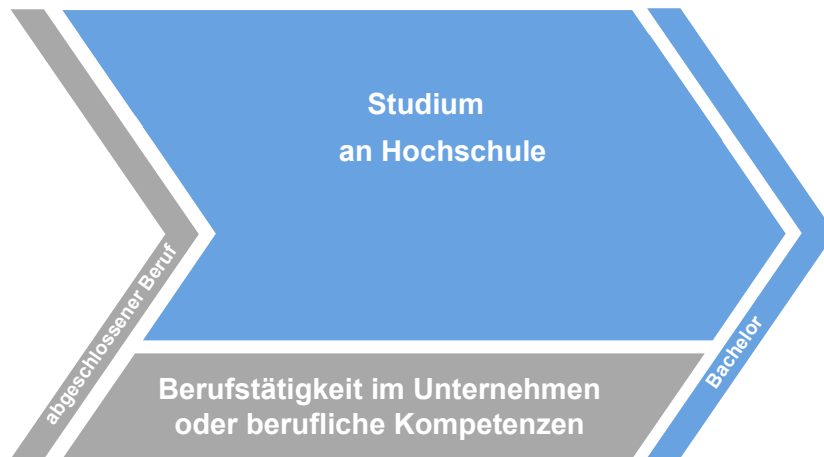 Studium
an Hochschule
abgeschlossener Beruf
Bachelor
Berufstätigkeit im Unternehmen
oder berufliche Kompetenzen